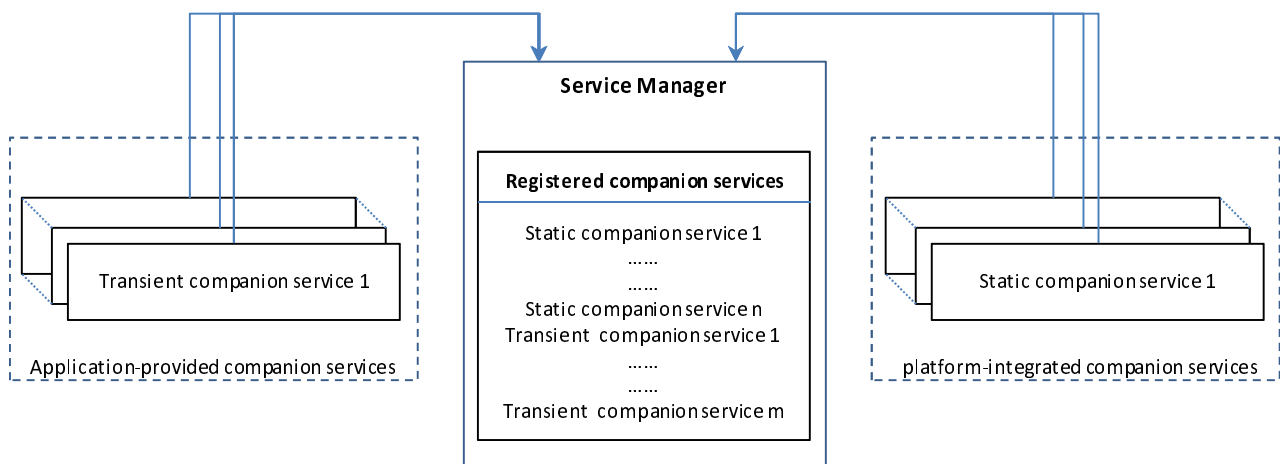 Service Manager
Registered companion services
Static companion service 1
......
......
Static companion service n
Transient companion service 1
......
......
Transient companion service m
Transient companion service 1
Application-provided companion services
Static companion service 1
platform-integrated companion services